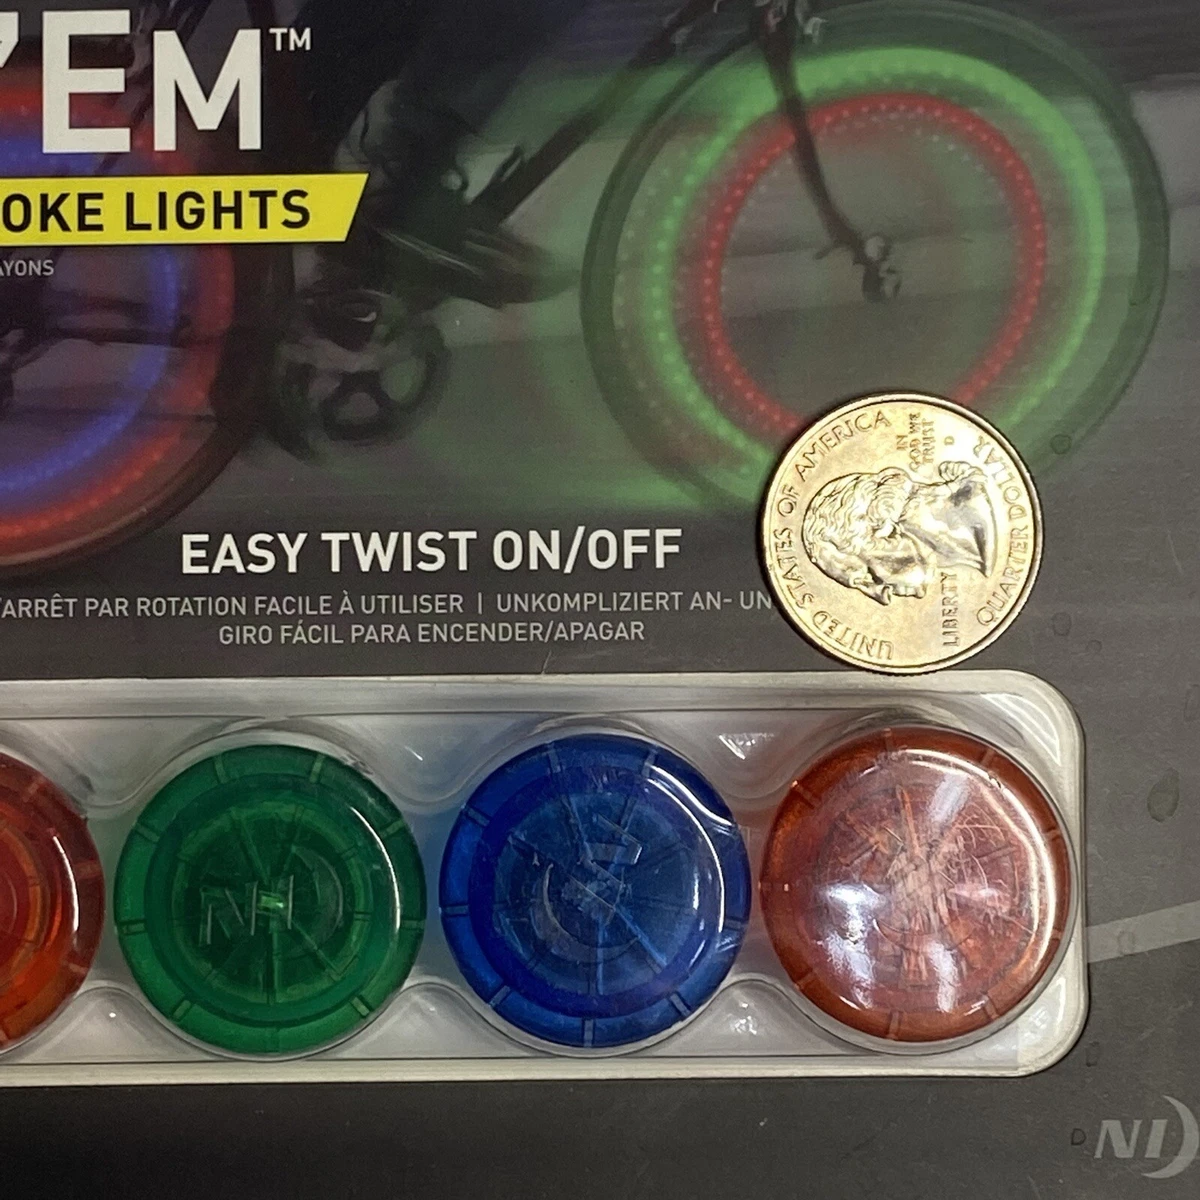 'EM™
OKE LIGHTS
AYONS
EASY TWIST ON/OFF
'ARRÊT PAR ROTATION FACILE À UTILISER | UNKOMPLIZIERT AN- UN
GIRO FÁCIL PARA ENCENDER/APAGAR
UNITED STATES OF AMERICA
IN
GOD WE
TRUST
D
LIBERTY
QUARTER DOLLAR
NI
NI